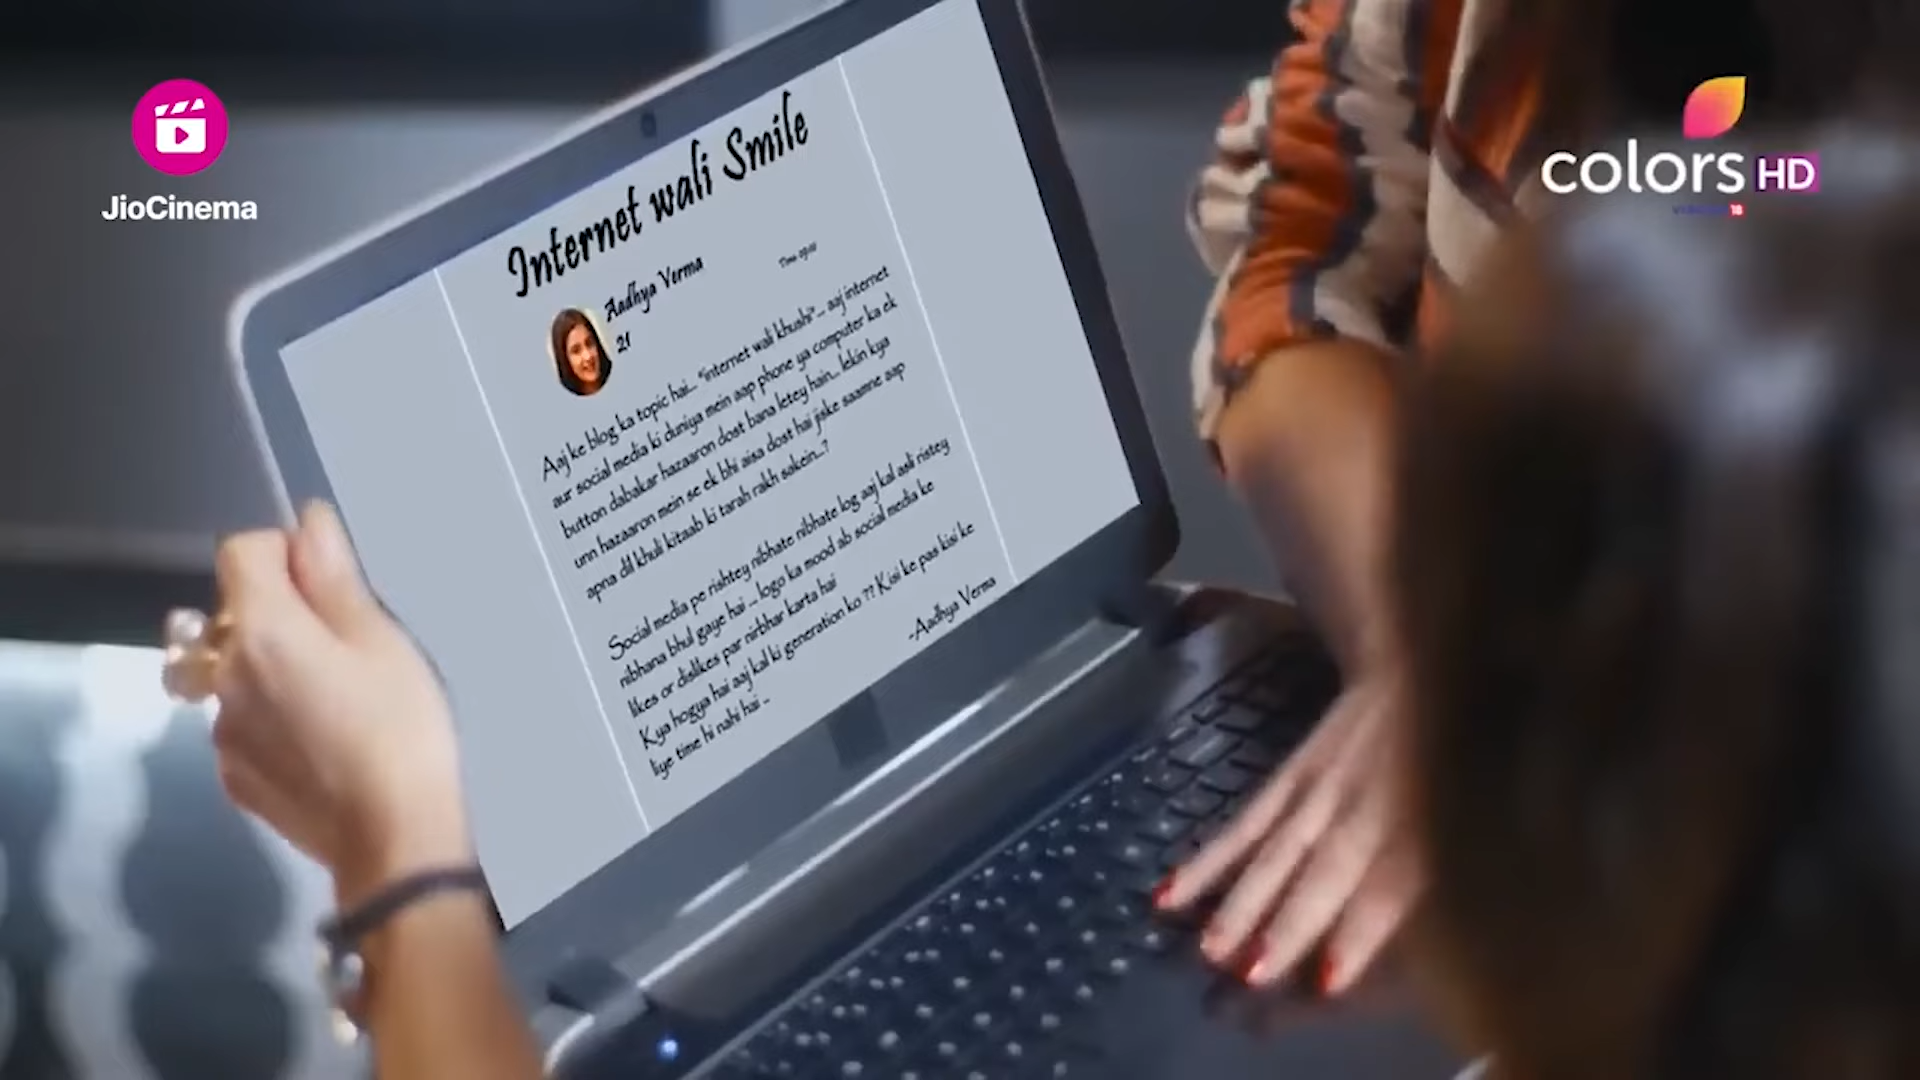 JioCinema
colors HD
Internet wali Smile
Aadhya Verma
21
Aaj ke blog ka topic hai... "internet wali khushi"... aaj internet
aur social media ki duniya mein aap phone ya computer ka ek
button dabakar hazaaron dost bana letey hain... lekin kya
unn hazaaron mein se ek bhi aisa dost hai jiske saamne aap
apna dil khuli kitaab ki tarah rakh sakein...?
Social media pe rishtey nibhate nibhate log aaj kal asli ristey
nibhana bhul gaye hai ... logo ka mood ab social media ke
likes or dislikes par nirbhar karta hai
Kya hogya hai aaj kal ki generation ko ?? Kisi ke pas kisi ke
liye time hi nahi hai ..
-Aadhya Verma